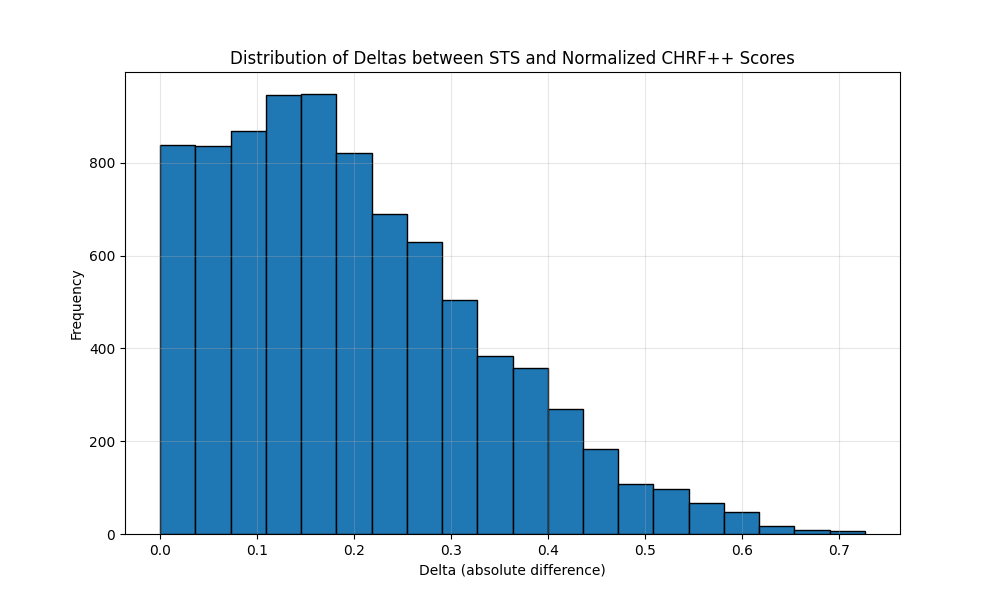 Distribution of Deltas between STS and Normalized CHRF++ Scores
800
600
400
200
0
Frequency
0.0 0.1 0.2 0.3 0.4 0.5 0.6 0.7
Delta (absolute difference)